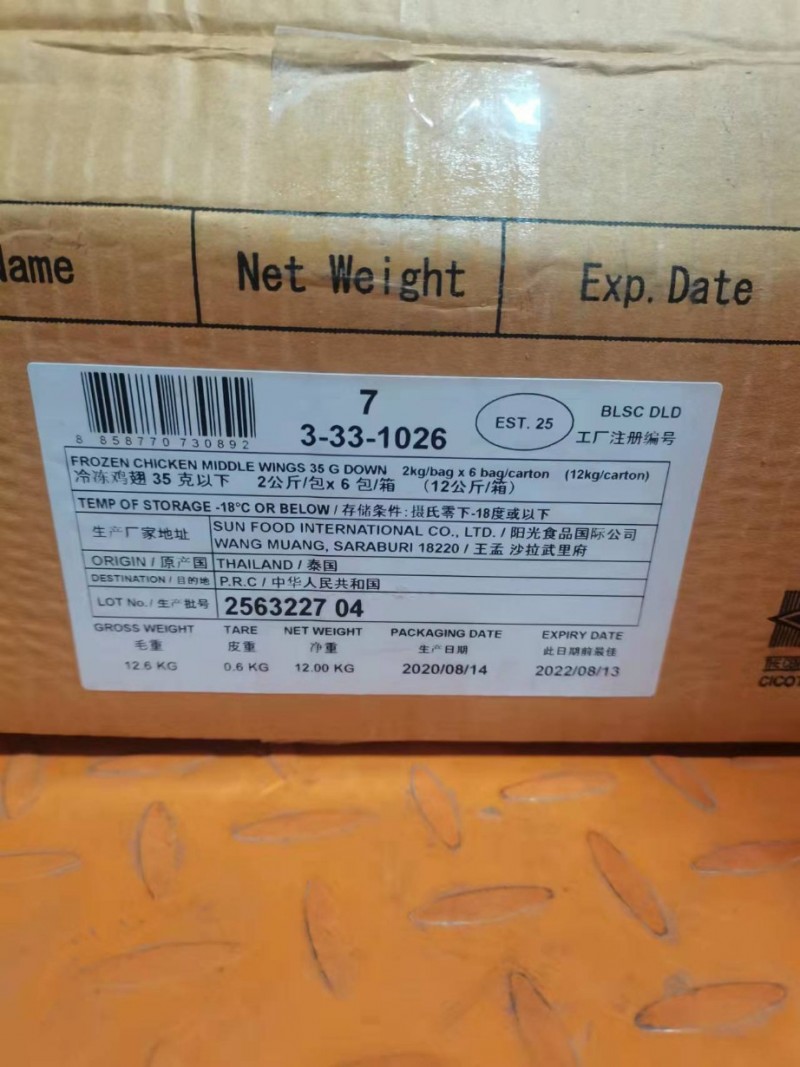 Name
Net Weight
Exp. Date
7
3-33-1026
EST. 25
BLSC DLD
工厂注册编号
8 858770 730892
FROZEN CHICKEN MIDDLE WINGS 35 G DOWN 2kg/bag x 6 bag/carton (12kg/carton)
冷冻鸡翅 35 克以下 2公斤/包x 6 包/箱 （12公斤/箱）
TEMP OF STORAGE -18°C OR BELOW / 存储条件: 摄氏零下-18度或以下
生产厂家地址
SUN FOOD INTERNATIONAL CO., LTD. / 阳光食品国际公司
WANG MUANG, SARABURI 18220 / 王孟 沙拉武里府
ORIGIN / 原产国 THAILAND / 泰国
DESTINATION / 目的地 P.R.C / 中华人民共和国
LOT No. / 生产批号 2563227 04
GROSS WEIGHT TARE NET WEIGHT PACKAGING DATE EXPIRY DATE
毛重 皮重 净重 生产日期 此日期前最佳
12.6 KG 0.6 KG 12.00 KG 2020/08/14 2022/08/13